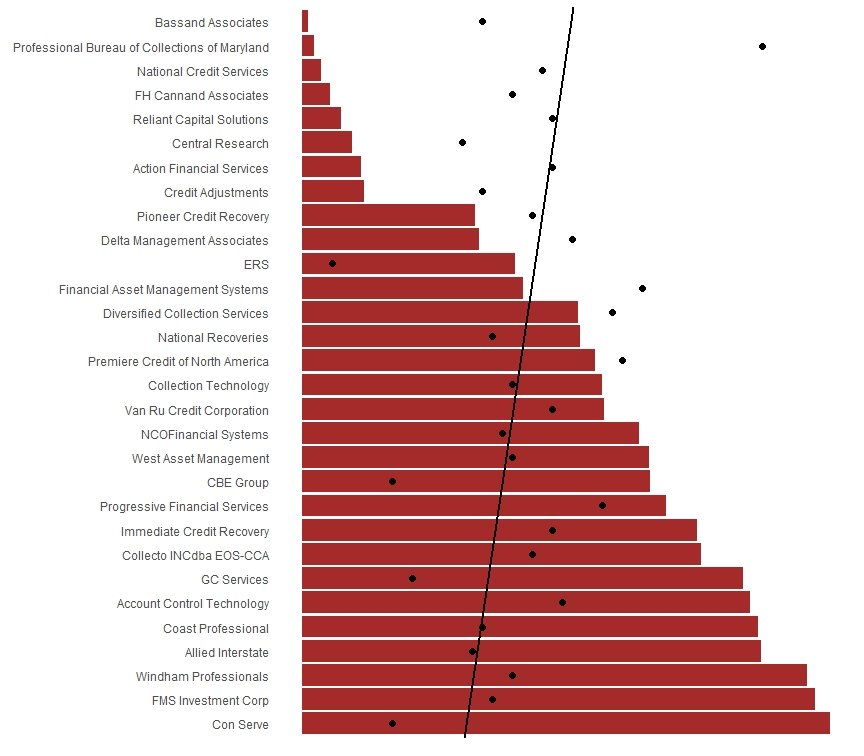 Bassand Associates
Professional Bureau of Collections of Maryland
National Credit Services
FH Cannand Associates
Reliant Capital Solutions
Central Research
Action Financial Services
Credit Adjustments
Pioneer Credit Recovery
Delta Management Associates
ERS
Financial Asset Management Systems
Diversified Collection Services
National Recoveries
Premiere Credit of North America
Collection Technology
Van Ru Credit Corporation
NCOFinancial Systems
West Asset Management
CBE Group
Progressive Financial Services
Immediate Credit Recovery
Collecto INCdba EOS-CCA
GC Services
Account Control Technology
Coast Professional
Allied Interstate
Windham Professionals
FMS Investment Corp
Con Serve